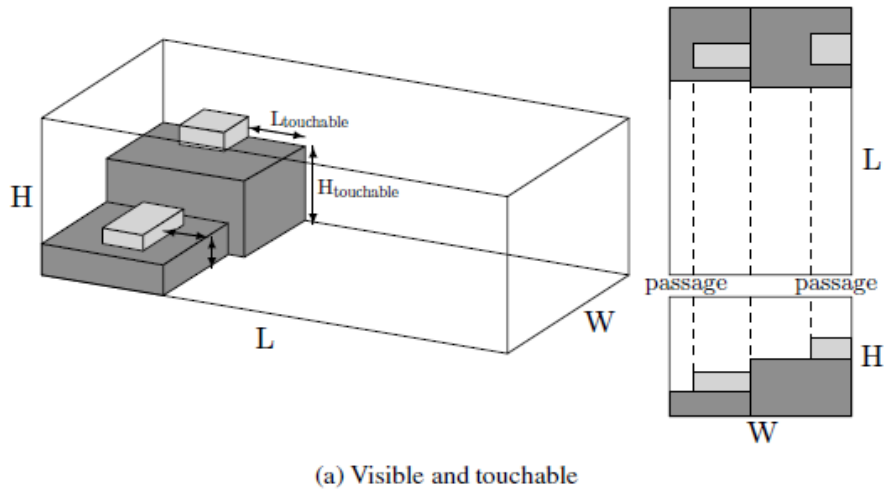 L_touchable
H
H_touchable
L
W
L
passage
passage
H
W
(a) Visible and touchable